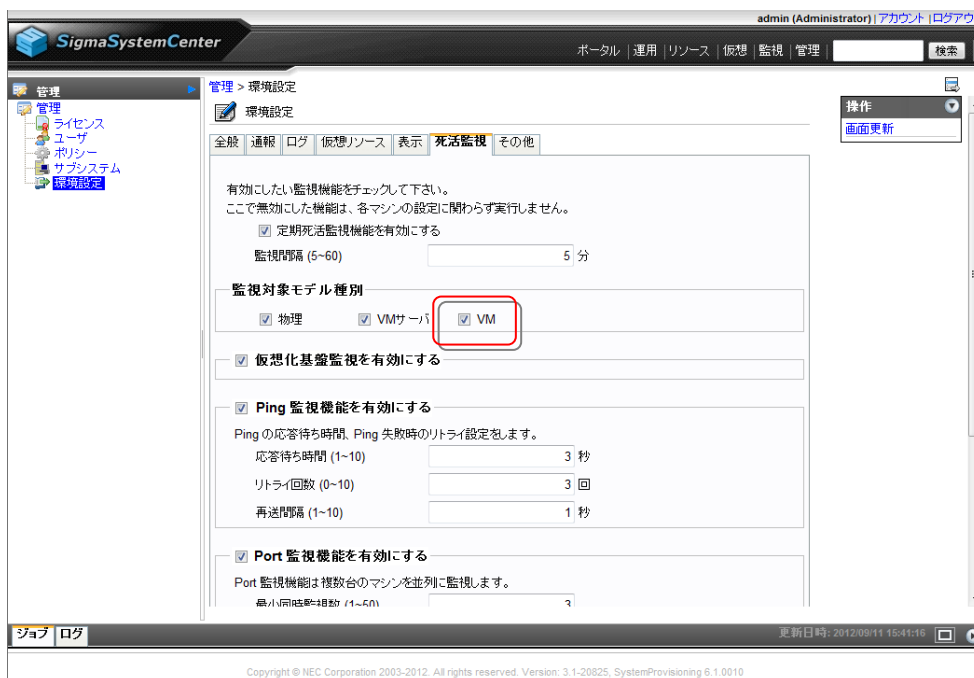 admin (Administrator) | アカウント | ログアウ
SigmaSystemCenter
ポータル | 運用 | リソース | 仮想 | 監視 | 管理 | 検索
管理
管理
ライセンス
ユーザ
ポリシー
サブシステム
環境設定
管理 > 環境設定
環境設定
全般 通報 ログ 仮想リソース 表示 死活監視 その他
有効にしたい監視機能をチェックして下さい。
ここで無効にした機能は、各マシンの設定に関わらず実行しません。
定期死活監視機能を有効にする
監視間隔 (5~60) 5 分
監視対象モデル種別
物理 VMサーバ VM
仮想化基盤監視を有効にする
Ping 監視機能を有効にする
Ping の応答待ち時間、Ping 失敗時のリトライ設定をします。
応答待ち時間 (1~10) 3 秒
リトライ回数 (0~10) 3 回
再送間隔 (1~10) 1 秒
Port 監視機能を有効にする
Port 監視機能は複数台のマシンを並列に監視します。
最小同時監視数 (1~50) 3
操作
画面更新
ジョブ ログ
更新日時: 2012/09/11 15:41:16
Copyright © NEC Corporation 2003-2012. All rights reserved. Version: 3.1-20825, SystemProvisioning 6.1.0010